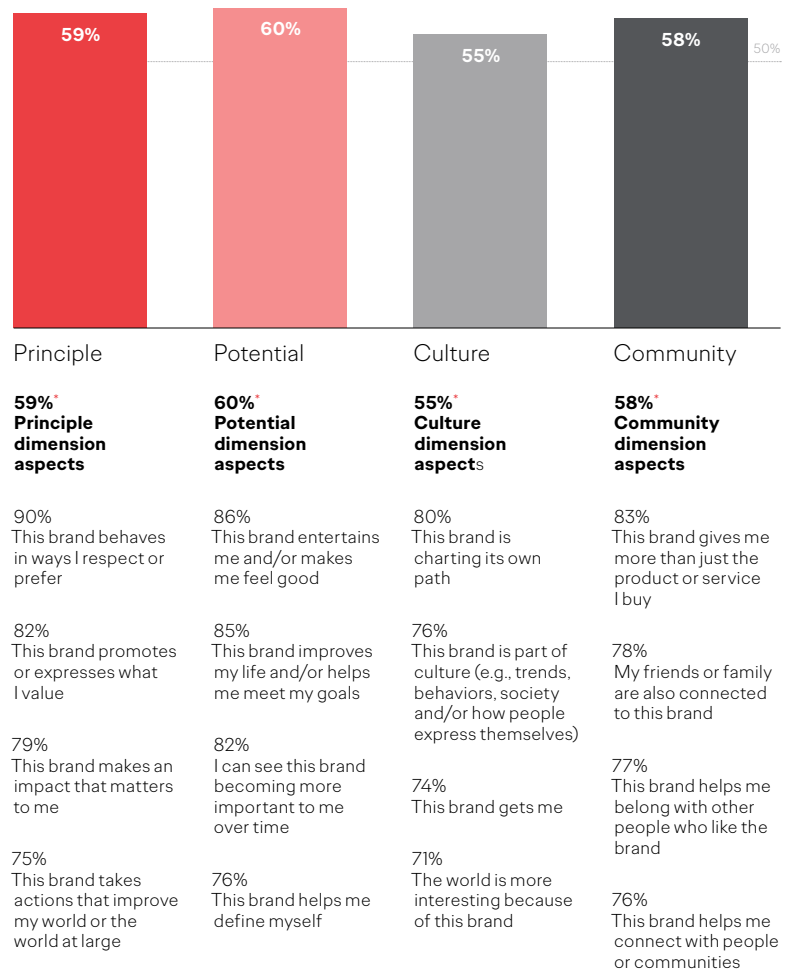 59%
60%
55%
58%
50%
Principle
Potential
Culture
Community
59%*
Principle
dimension
aspects
90%
This brand behaves
in ways I respect or
prefer
82%
This brand promotes
or expresses what
I value
79%
This brand makes an
impact that matters
to me
75%
This brand takes
actions that improve
my world or the
world at large
60%*
Potential
dimension
aspects
86%
This brand entertains
me and/or makes
me feel good
85%
This brand improves
my life and/or helps
me meet my goals
82%
I can see this brand
becoming more
important to me
over time
76%
This brand helps me
define myself
55%*
Culture
dimension
aspects
80%
This brand is
charting its own
path
76%
This brand is part of
culture (e.g., trends,
behaviors, society
and/or how people
express themselves)
74%
This brand gets me
71%
The world is more
interesting because
of this brand
58%*
Community
dimension
aspects
83%
This brand gives me
more than just the
product or service
I buy
78%
My friends or family
are also connected
to this brand
77%
This brand helps me
belong with other
people who like the
brand
76%
This brand helps me
connect with people
or communities